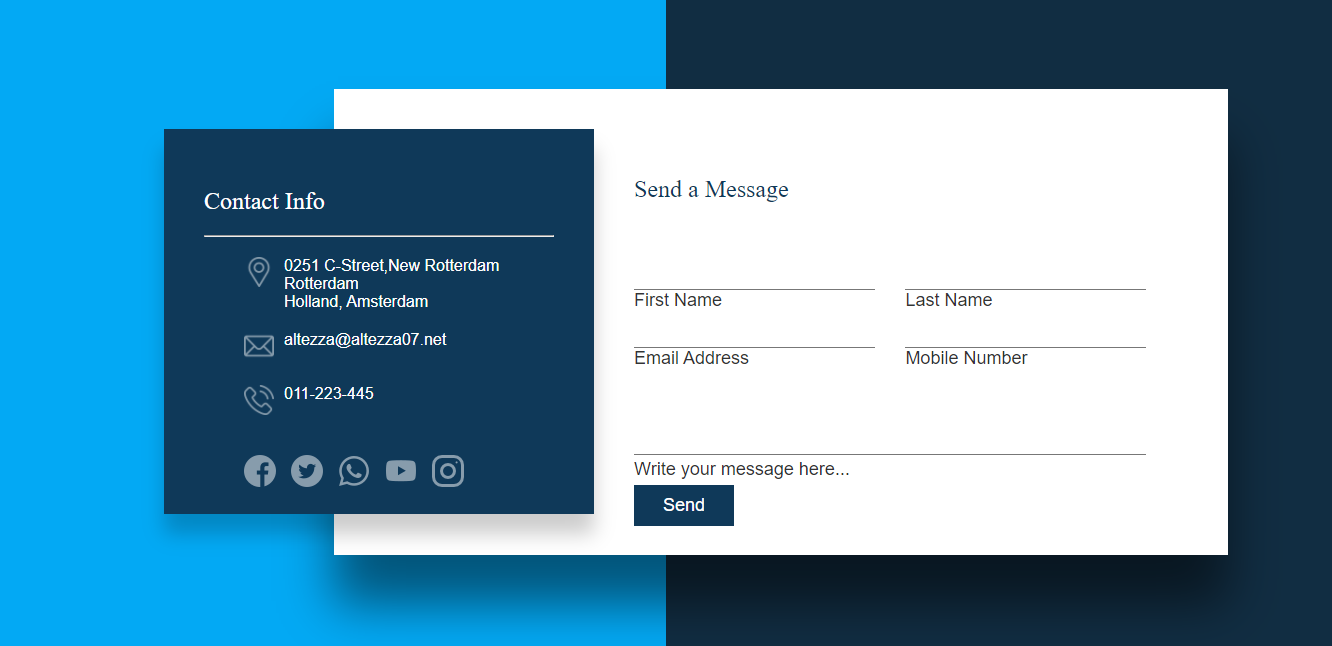 Contact Info
0251 C-Street,New Rotterdam
Rotterdam
Holland, Amsterdam
altezza@altezza07.net
011-223-445
Send a Message
First Name
Last Name
Email Address
Mobile Number
Write your message here...
Send